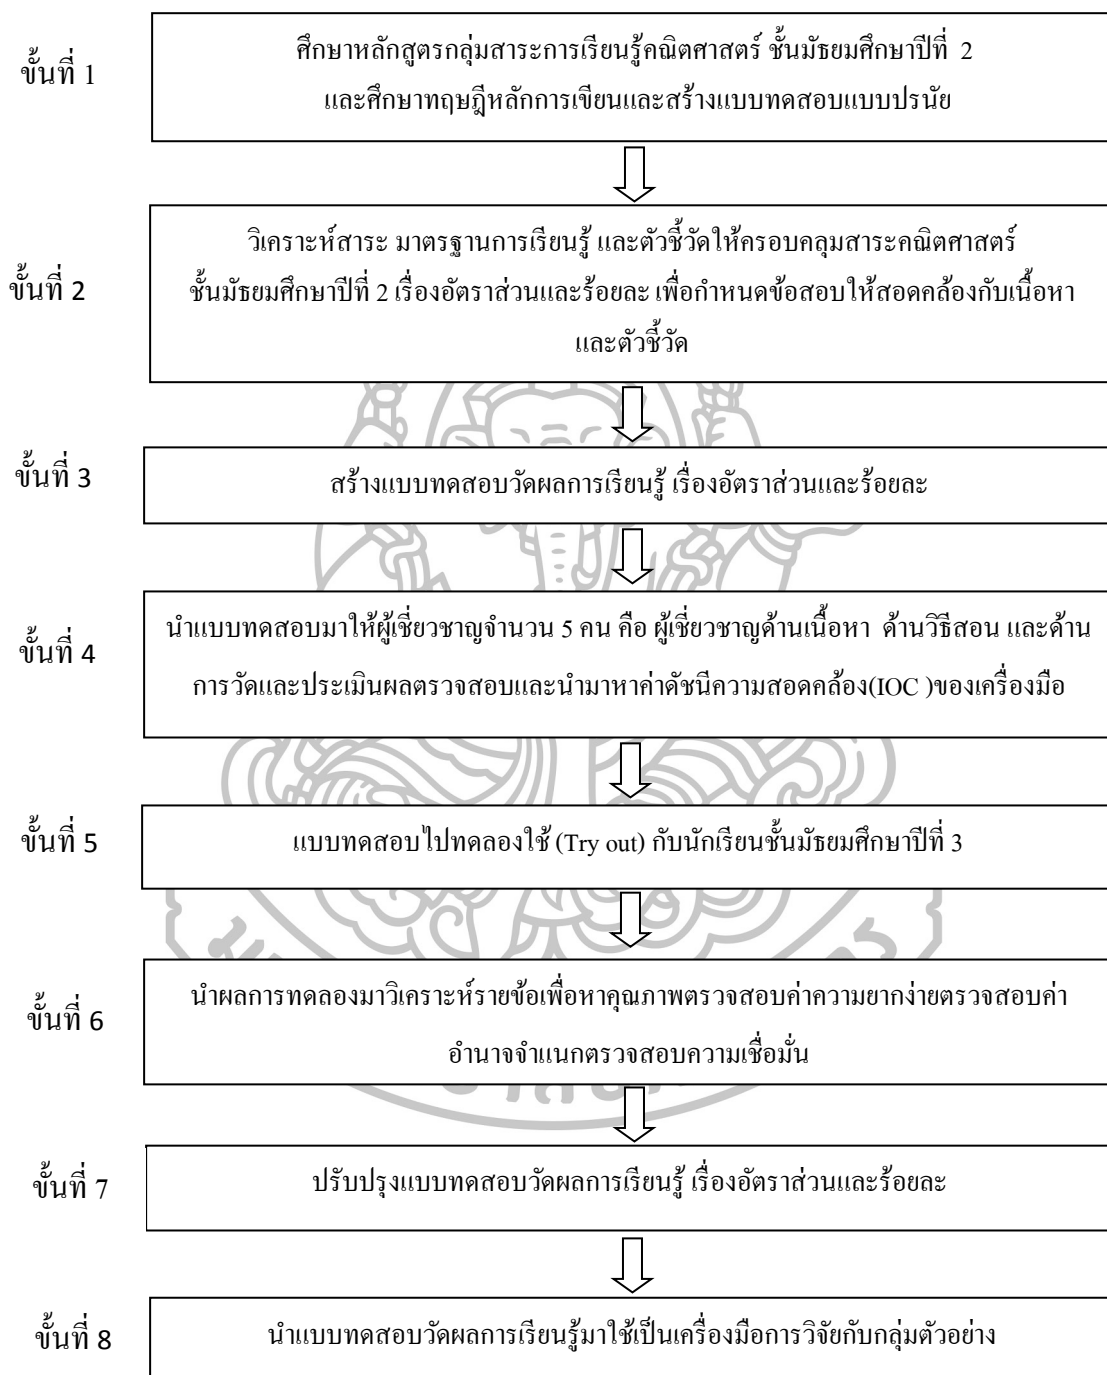 ขั้นที่ 1
ศึกษาหลักสูตรกลุ่มสาระการเรียนรู้คณิตศาสตร์ ชั้นมัธยมศึกษาปีที่ 2
และศึกษาทฤษฎีหลักการเขียนและสร้างแบบทดสอบแบบปรนัย
ขั้นที่ 2
วิเคราะห์สาระ มาตรฐานการเรียนรู้ และตัวชี้วัดให้ครอบคลุมสาระคณิตศาสตร์
ชั้นมัธยมศึกษาปีที่ 2 เรื่องอัตราส่วนและร้อยละ เพื่อกำหนดข้อสอบให้สอดคล้องกับเนื้อหา
และตัวชี้วัด
ขั้นที่ 3
สร้างแบบทดสอบวัดผลการเรียนรู้ เรื่องอัตราส่วนและร้อยละ
ขั้นที่ 4
นำแบบทดสอบมาให้ผู้เชี่ยวชาญจำนวน 5 คน คือ ผู้เชี่ยวชาญด้านเนื้อหา ด้านวิธีสอน และด้าน
การวัดและประเมินผลตรวจสอบและนำมาหาค่าดัชนีความสอดคล้อง(IOC )ของเครื่องมือ
ขั้นที่ 5
แบบทดสอบไปทดลองใช้ (Try out) กับนักเรียนชั้นมัธยมศึกษาปีที่ 3
ขั้นที่ 6
นำผลการทดลองมาวิเคราะห์รายข้อเพื่อหาคุณภาพตรวจสอบค่าความยากง่ายตรวจสอบค่า
อำนาจจำแนกตรวจสอบความเชื่อมั่น
ขั้นที่ 7
ปรับปรุงแบบทดสอบวัดผลการเรียนรู้ เรื่องอัตราส่วนและร้อยละ
ขั้นที่ 8
นำแบบทดสอบวัดผลการเรียนรู้มาใช้เป็นเครื่องมือการวิจัยกับกลุ่มตัวอย่าง